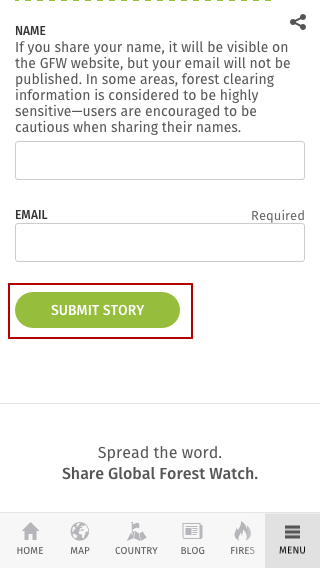 NAME
If you share your name, it will be visible on
the GFW website, but your email will not be
published. In some areas, forest clearing
information is considered to be highly
sensitive—users are encouraged to be
cautious when sharing their names.
EMAIL Required
SUBMIT STORY
Spread the word.
Share Global Forest Watch.
HOME MAP COUNTRY BLOG FIRES MENU